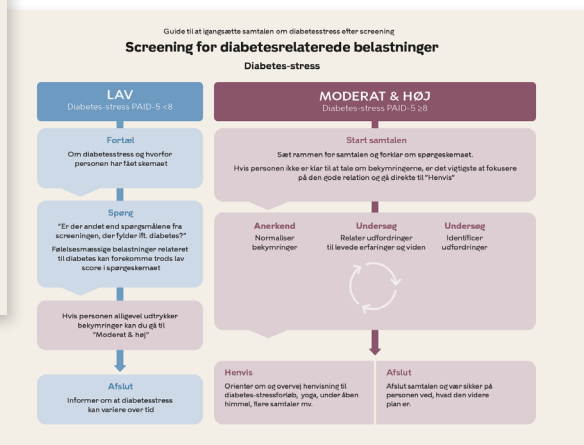 Guide til at igangsætte samtalen om diabetesstress efter screening
Screening for diabetesrelaterede belastninger
Diabetes-stress
LAV
Diabetes-stress PAID-5 <8
Fortæl
Om diabetesstress og hvorfor
personen har fået skemaet
Spørg
"Er der andet end spørgsmålene fra
screeningen, der fylder ift. diabetes?"
Følelsesmæssige belastninger relateret
til diabetes kan forekomme trods lav
score i spørgeskemaet
Hvis personen alligevel udtrykker
bekymringer kan du gå til
"Moderat & høj"
Afslut
Informer om at diabetesstress
kan variere over tid
MODERAT & HØJ
Diabetes-stress PAID-5 ≥8
Start samtalen
Sæt rammen for samtalen og forklar om spørgeskemaet.
Hvis personen ikke er klar til at tale om bekymringerne, er det vigtigste at fokusere
på den gode relation og gå direkte til "Henvis"
Anerkend
Normaliser
bekymringer
Undersøg
Relater udfordringer
til levede erfaringer og viden
Undersøg
Identificer
udfordringer
Henvis
Orienter om og overvej henvisning til
diabetes-stressforløb, yoga, under åben
himmel, flere samtaler mv.
Afslut
Afslut samtalen og vær sikker på
personen ved, hvad den videre
plan er.